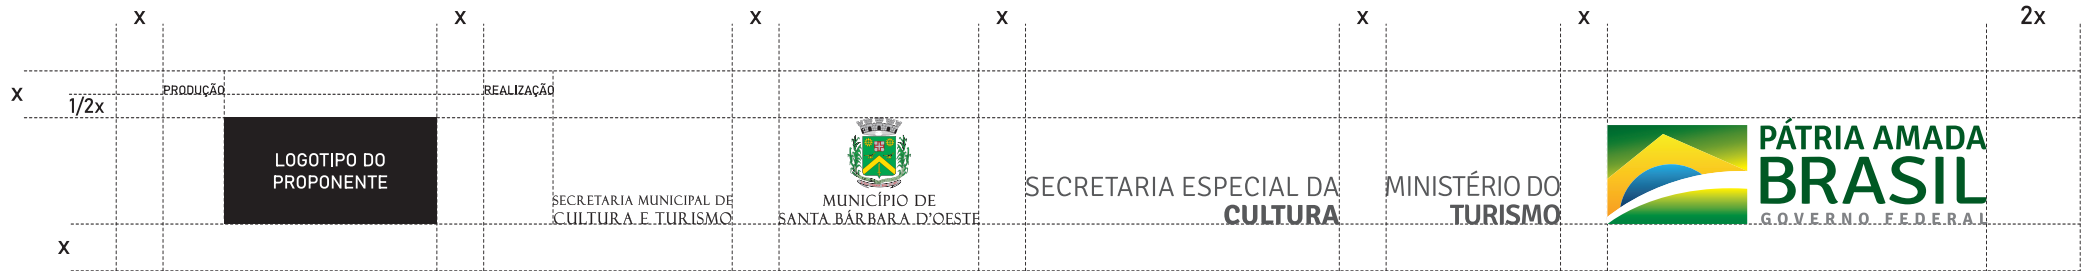 x x x x x x 2x
x
1/2x
x
PRODUÇÃO
LOGOTIPO DO
PROPONENTE
REALIZAÇÃO
SECRETARIA MUNICIPAL DE
CULTURA E TURISMO
MUNICÍPIO DE
SANTA BÁRBARA D'OESTE
SECRETARIA ESPECIAL DA
CULTURA
MINISTÉRIO DO
TURISMO
PÁTRIA AMADA
BRASIL
GOVERNO FEDERAL